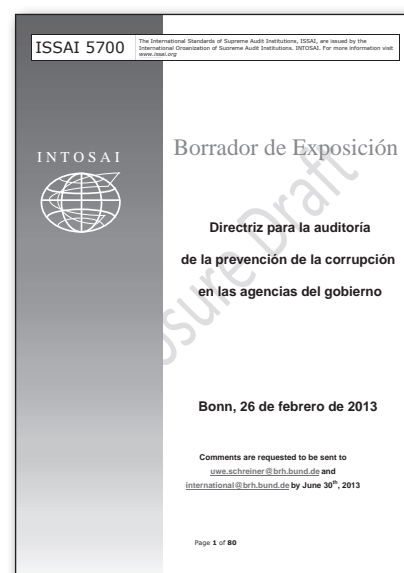 ISSAI 5700
The International Standards of Supreme Audit Institutions, ISSAI, are issued by the
International Organization of Supreme Audit Institutions. INTOSAI. For more information visit
www.issai.org
INTOSAI
Borrador de Exposición
Directriz para la auditoría
de la prevención de la corrupción
en las agencias del gobierno
Bonn, 26 de febrero de 2013
Comments are requested to be sent to
uwe.schreiner@brh.bund.de and
international@brh.bund.de by June 30th, 2013
Page 1 of 80